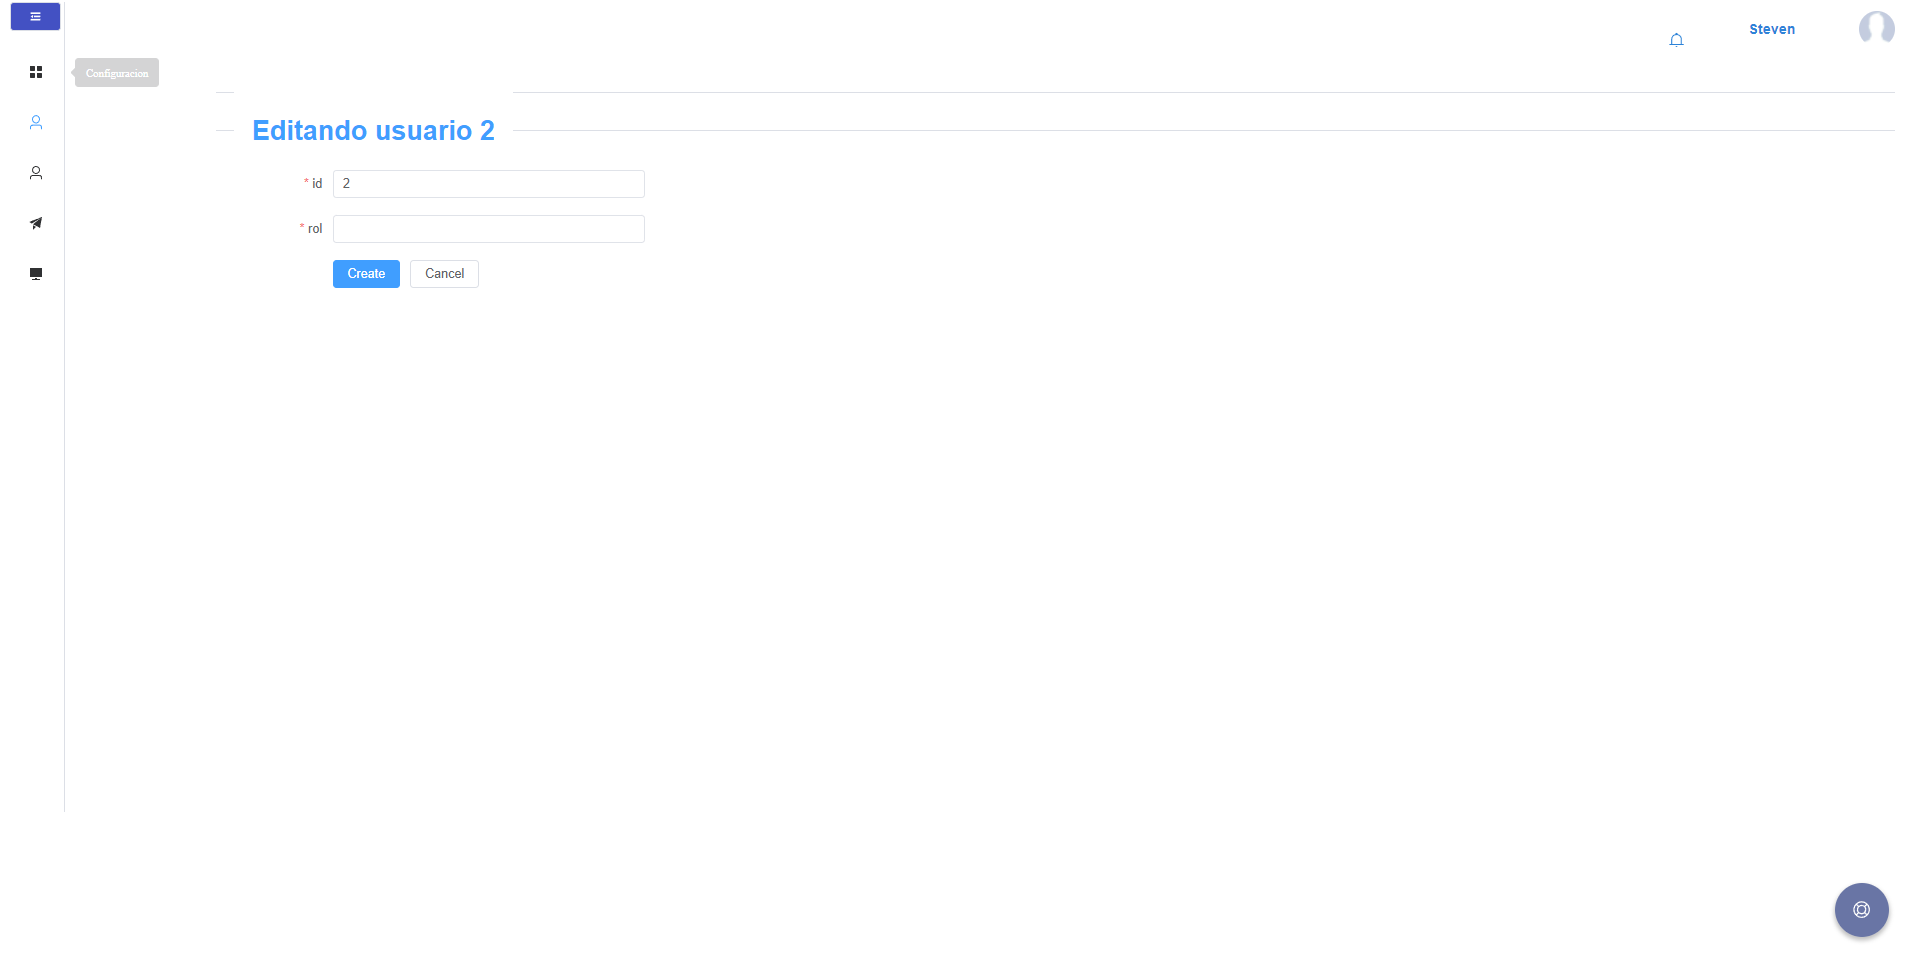 Steven
Configuracion
Editando usuario 2
* id 2
* rol
Create Cancel